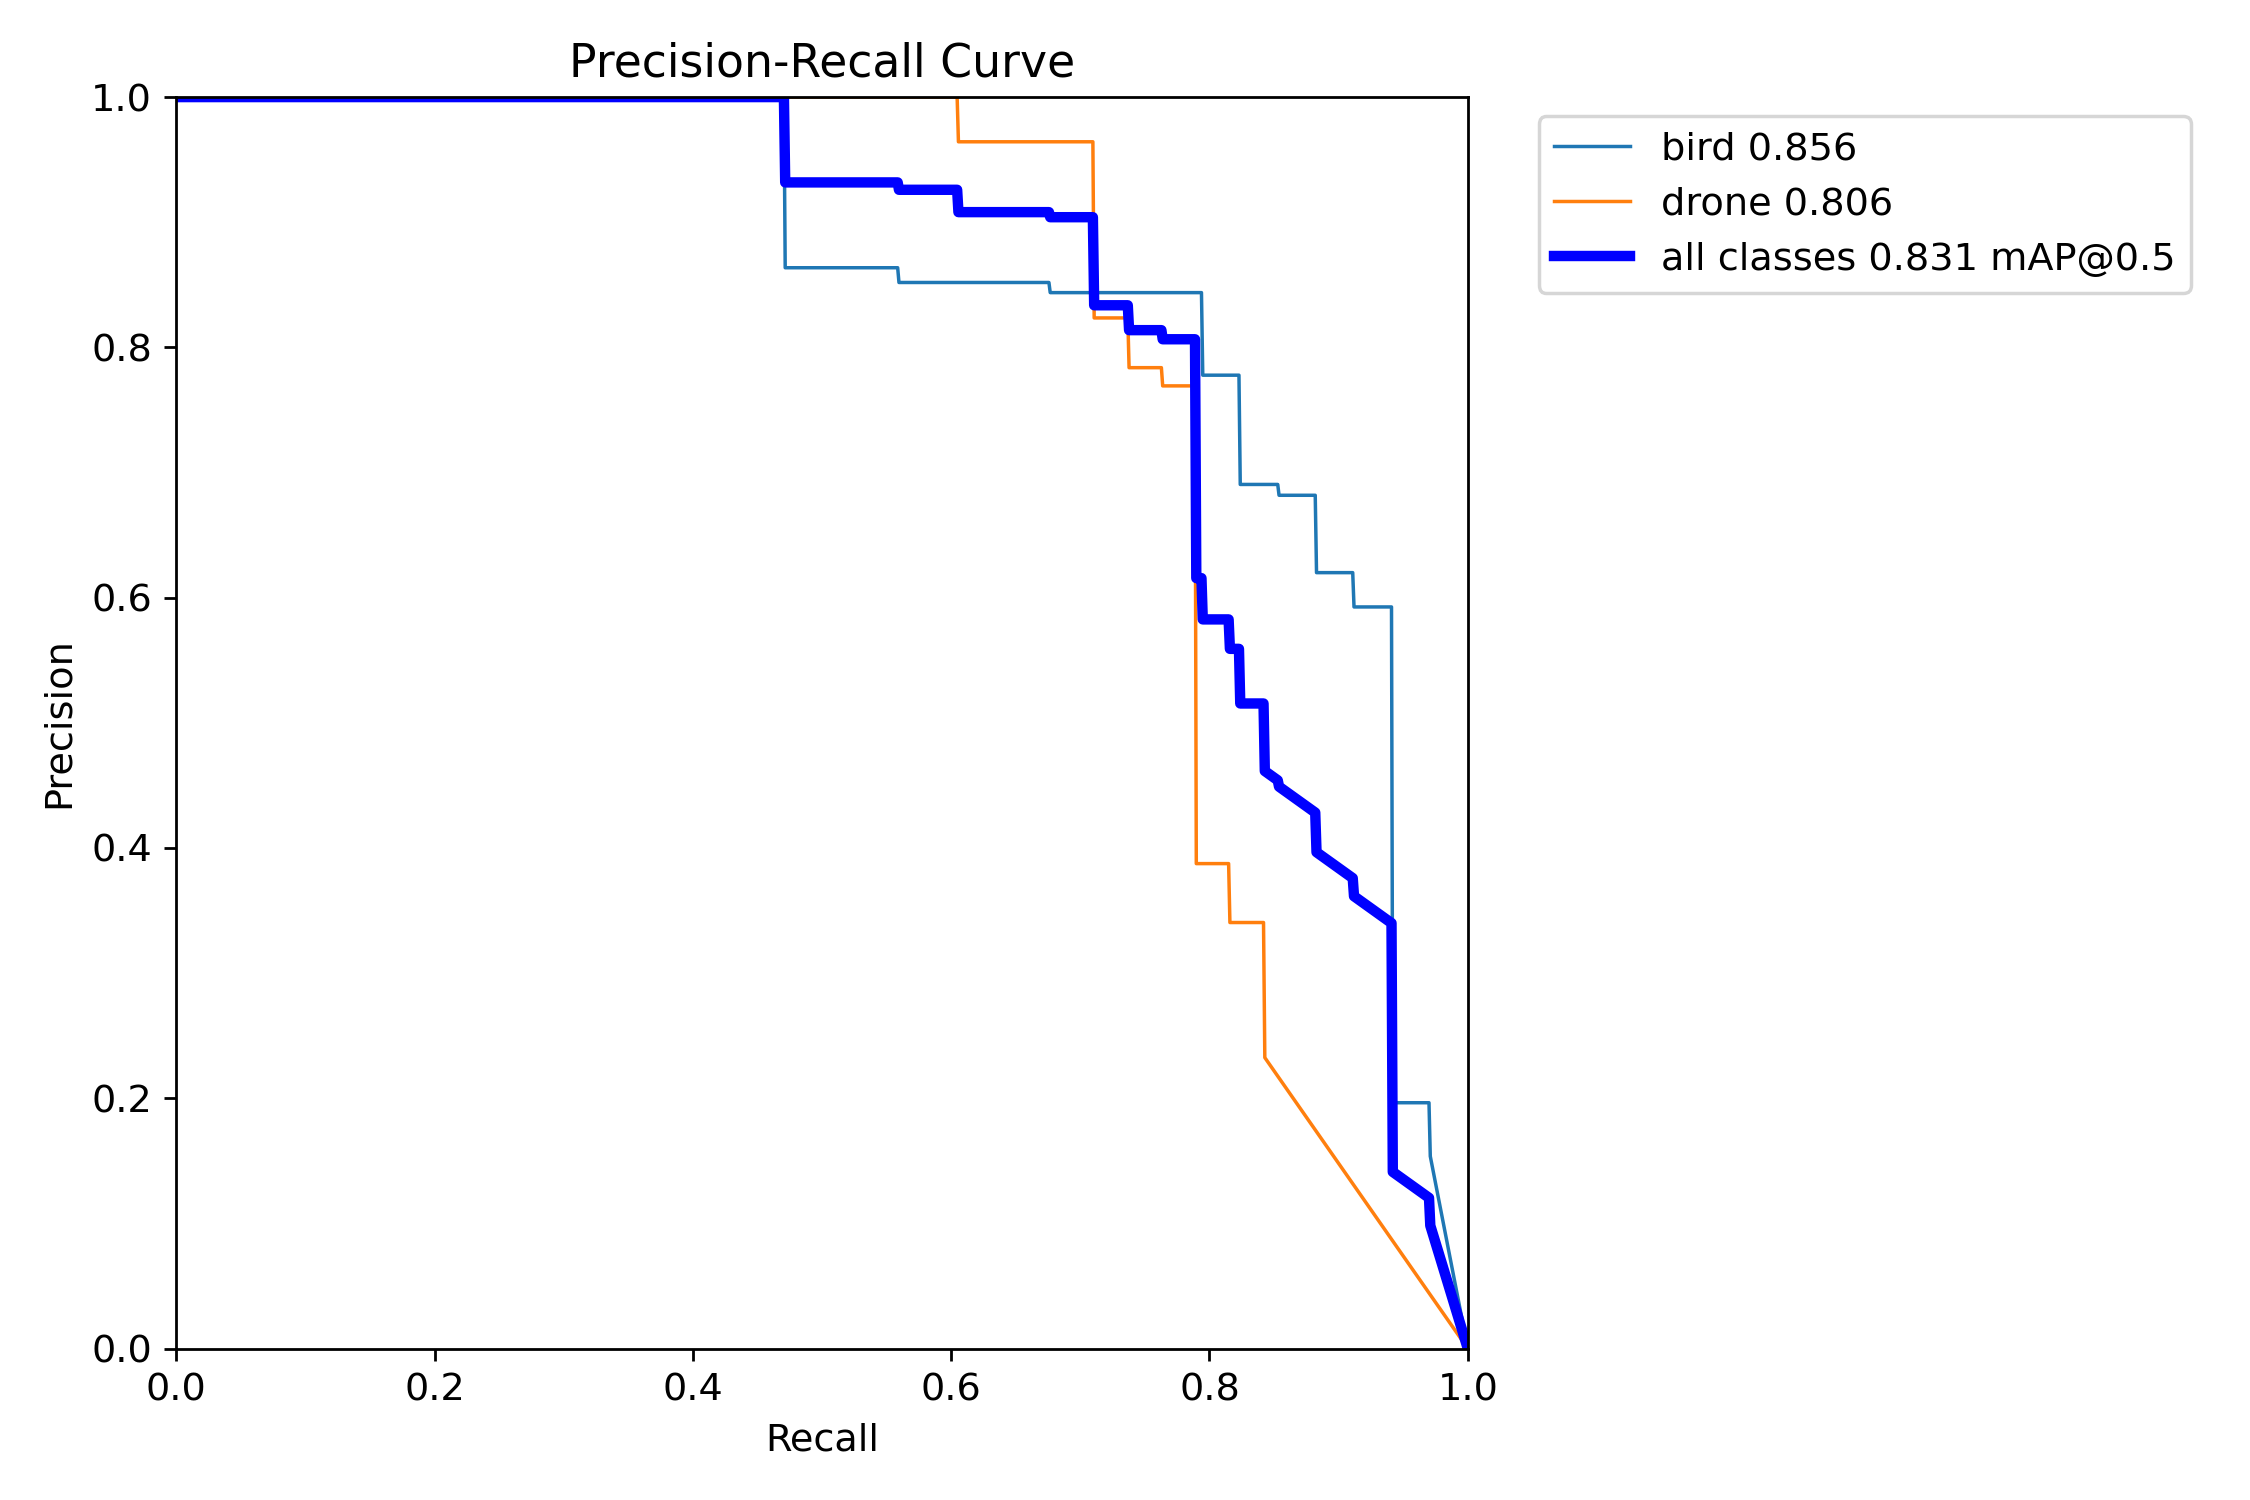 Precision-Recall Curve
1.0
0.8
0.6
0.4
0.2
0.0
Precision
0.0 0.2 0.4 0.6 0.8 1.0
Recall
bird 0.856
drone 0.806
all classes 0.831 mAP@0.5